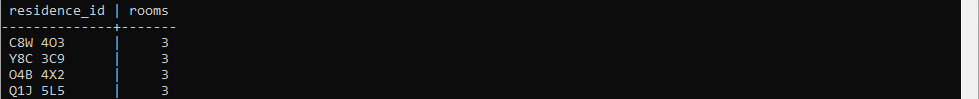 residence_id | rooms
--------------+-------
C8W 4O3      |     3
Y8C 3C9      |     3
O4B 4X2      |     3
Q1J 5L5      |     3